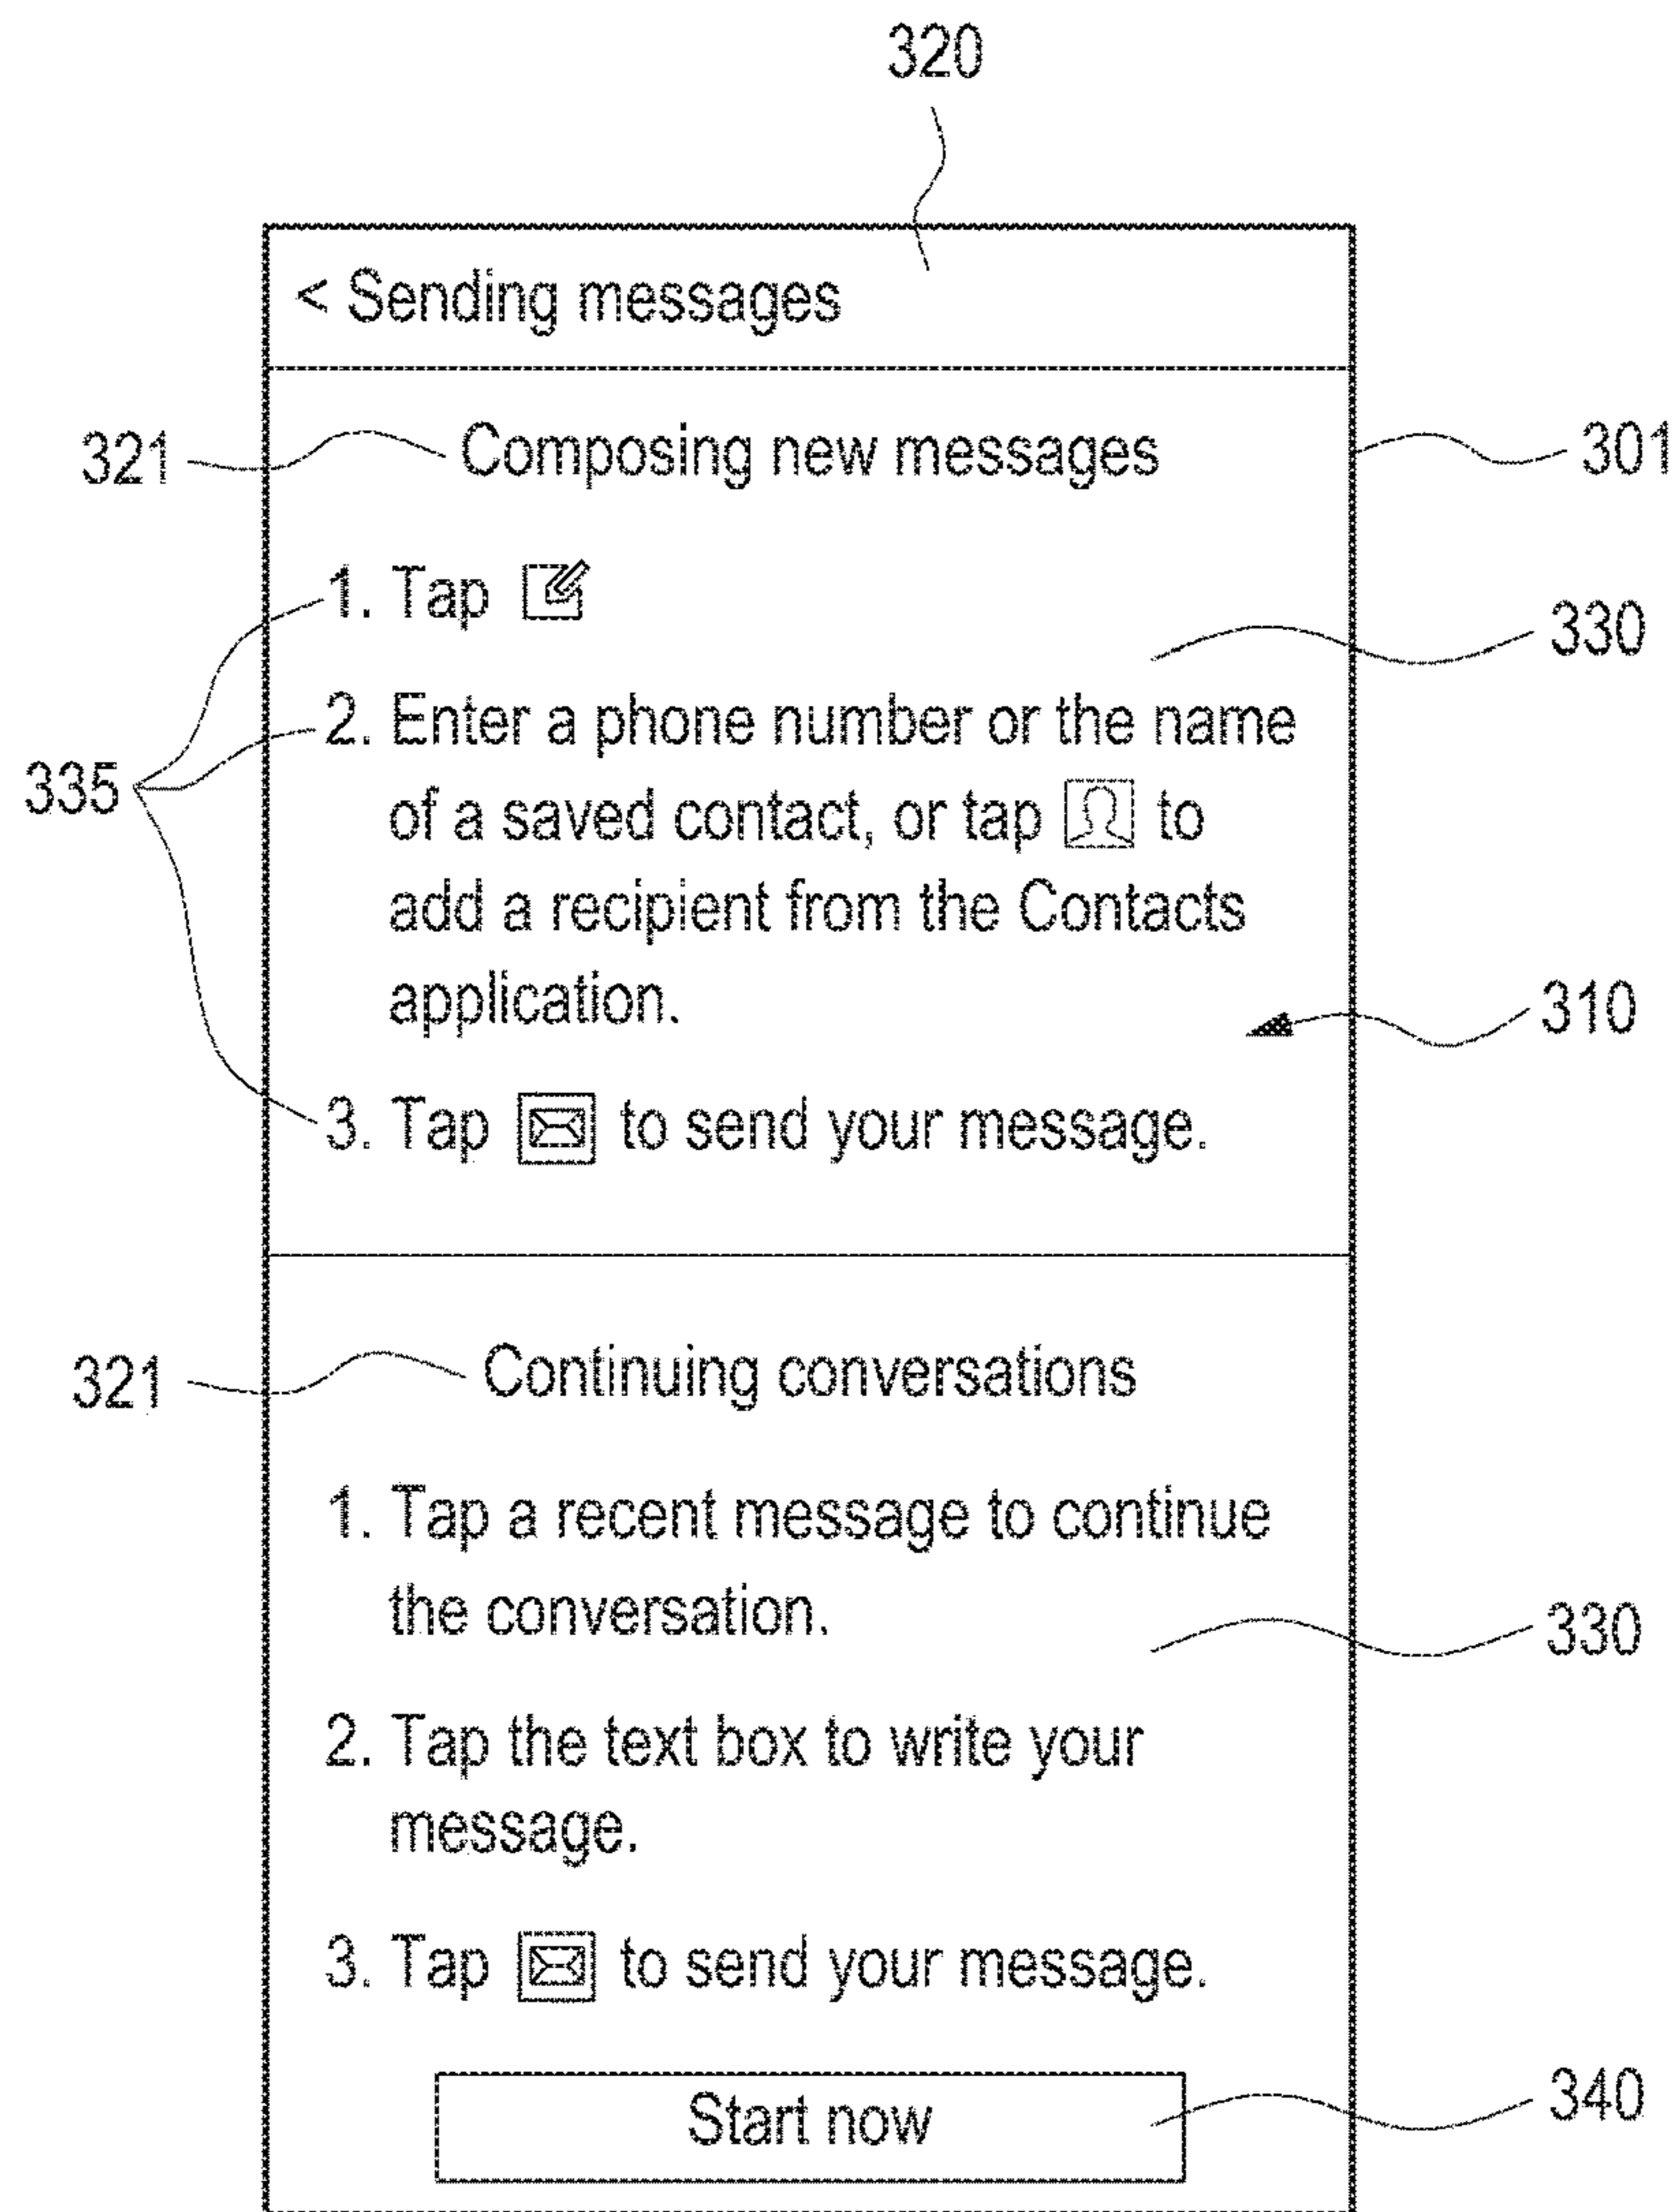 320
< Sending messages
321
Composing new messages
301
1. Tap
330
2. Enter a phone number or the name
335
of a saved contact, or tap to
add a recipient from the Contacts
application.
310
3. Tap to send your message.
321
Continuing conversations
1. Tap a recent message to continue
the conversation.
330
2. Tap the text box to write your
message.
3. Tap to send your message.
Start now
340